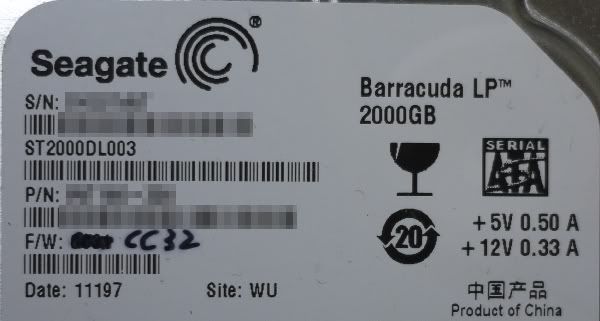 Seagate
Barracuda LP™
2000GB
S/N:
ST2000DL003
P/N:
F/W: CC32
Date: 11197 Site: WU
SERIAL
ATA
20
+5V 0.50 A
+12V 0.33 A
中国产品
Product of China